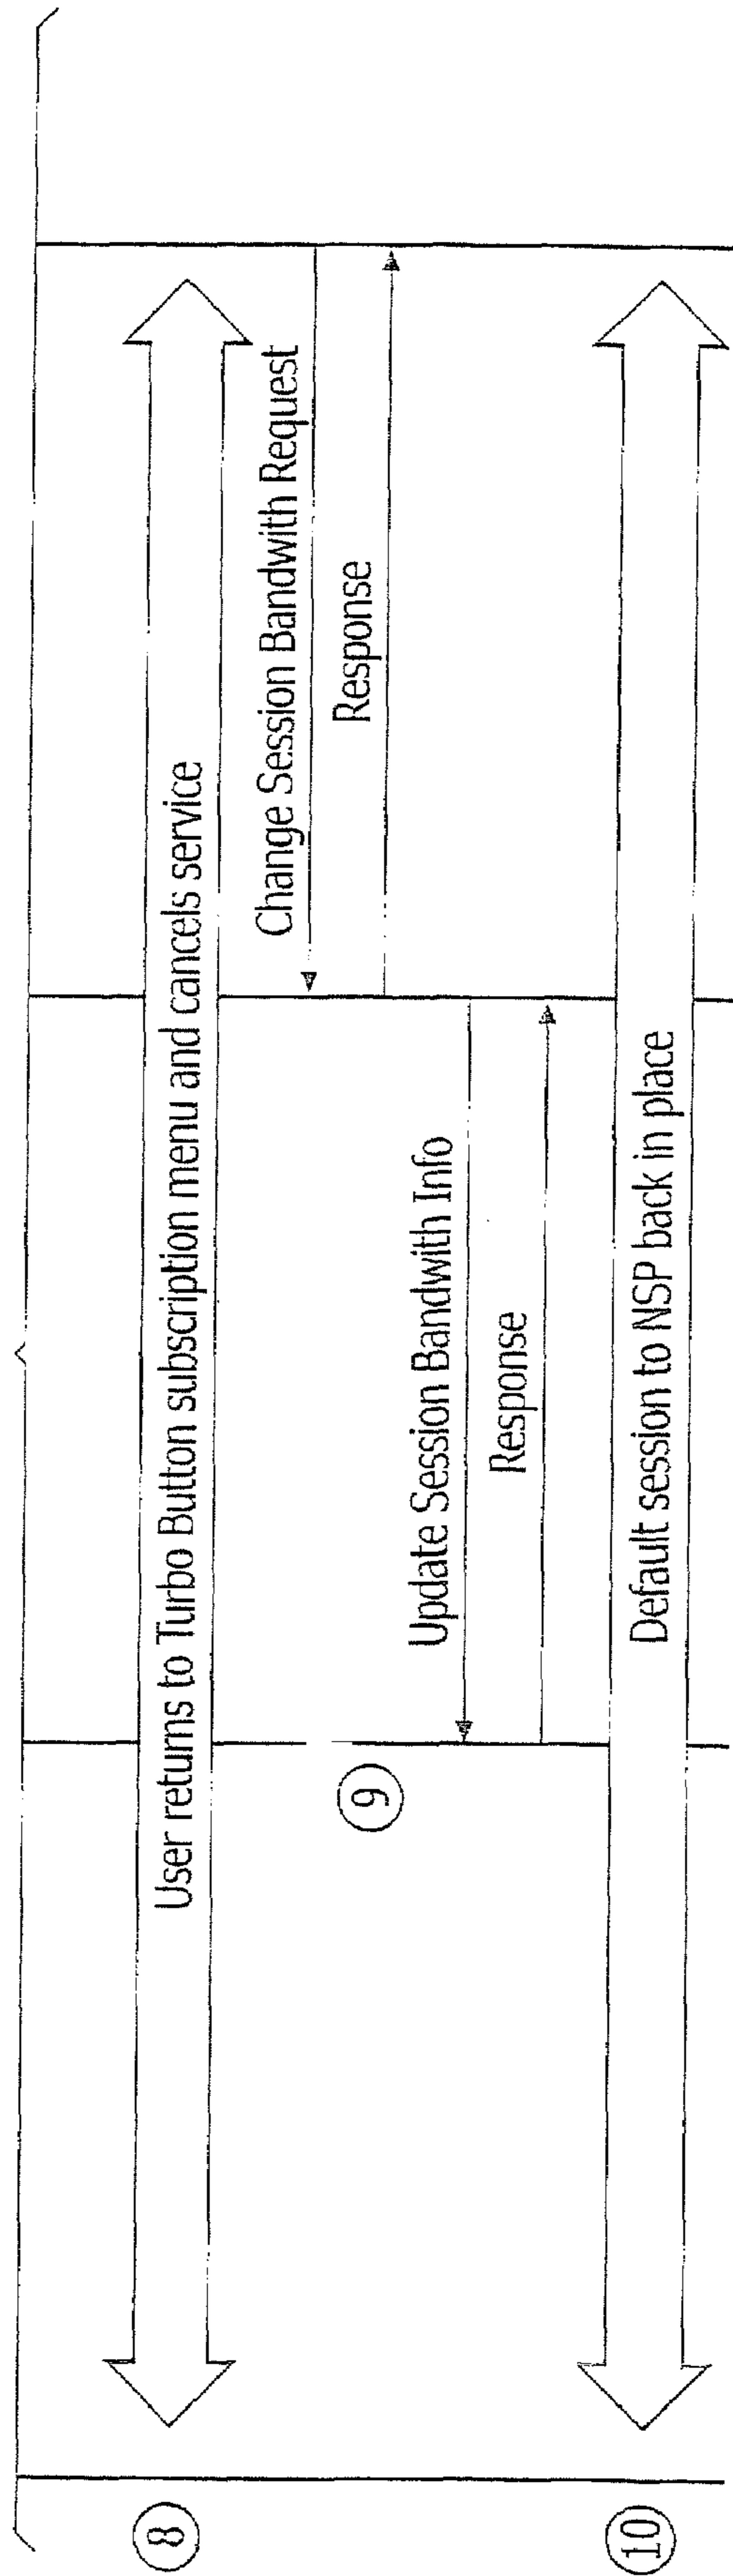 8
User returns to Turbo Button subscription menu and cancels service
Change Session Bandwith Request
Response
9
Update Session Bandwith Info
Response
10
Default session to NSP back in place